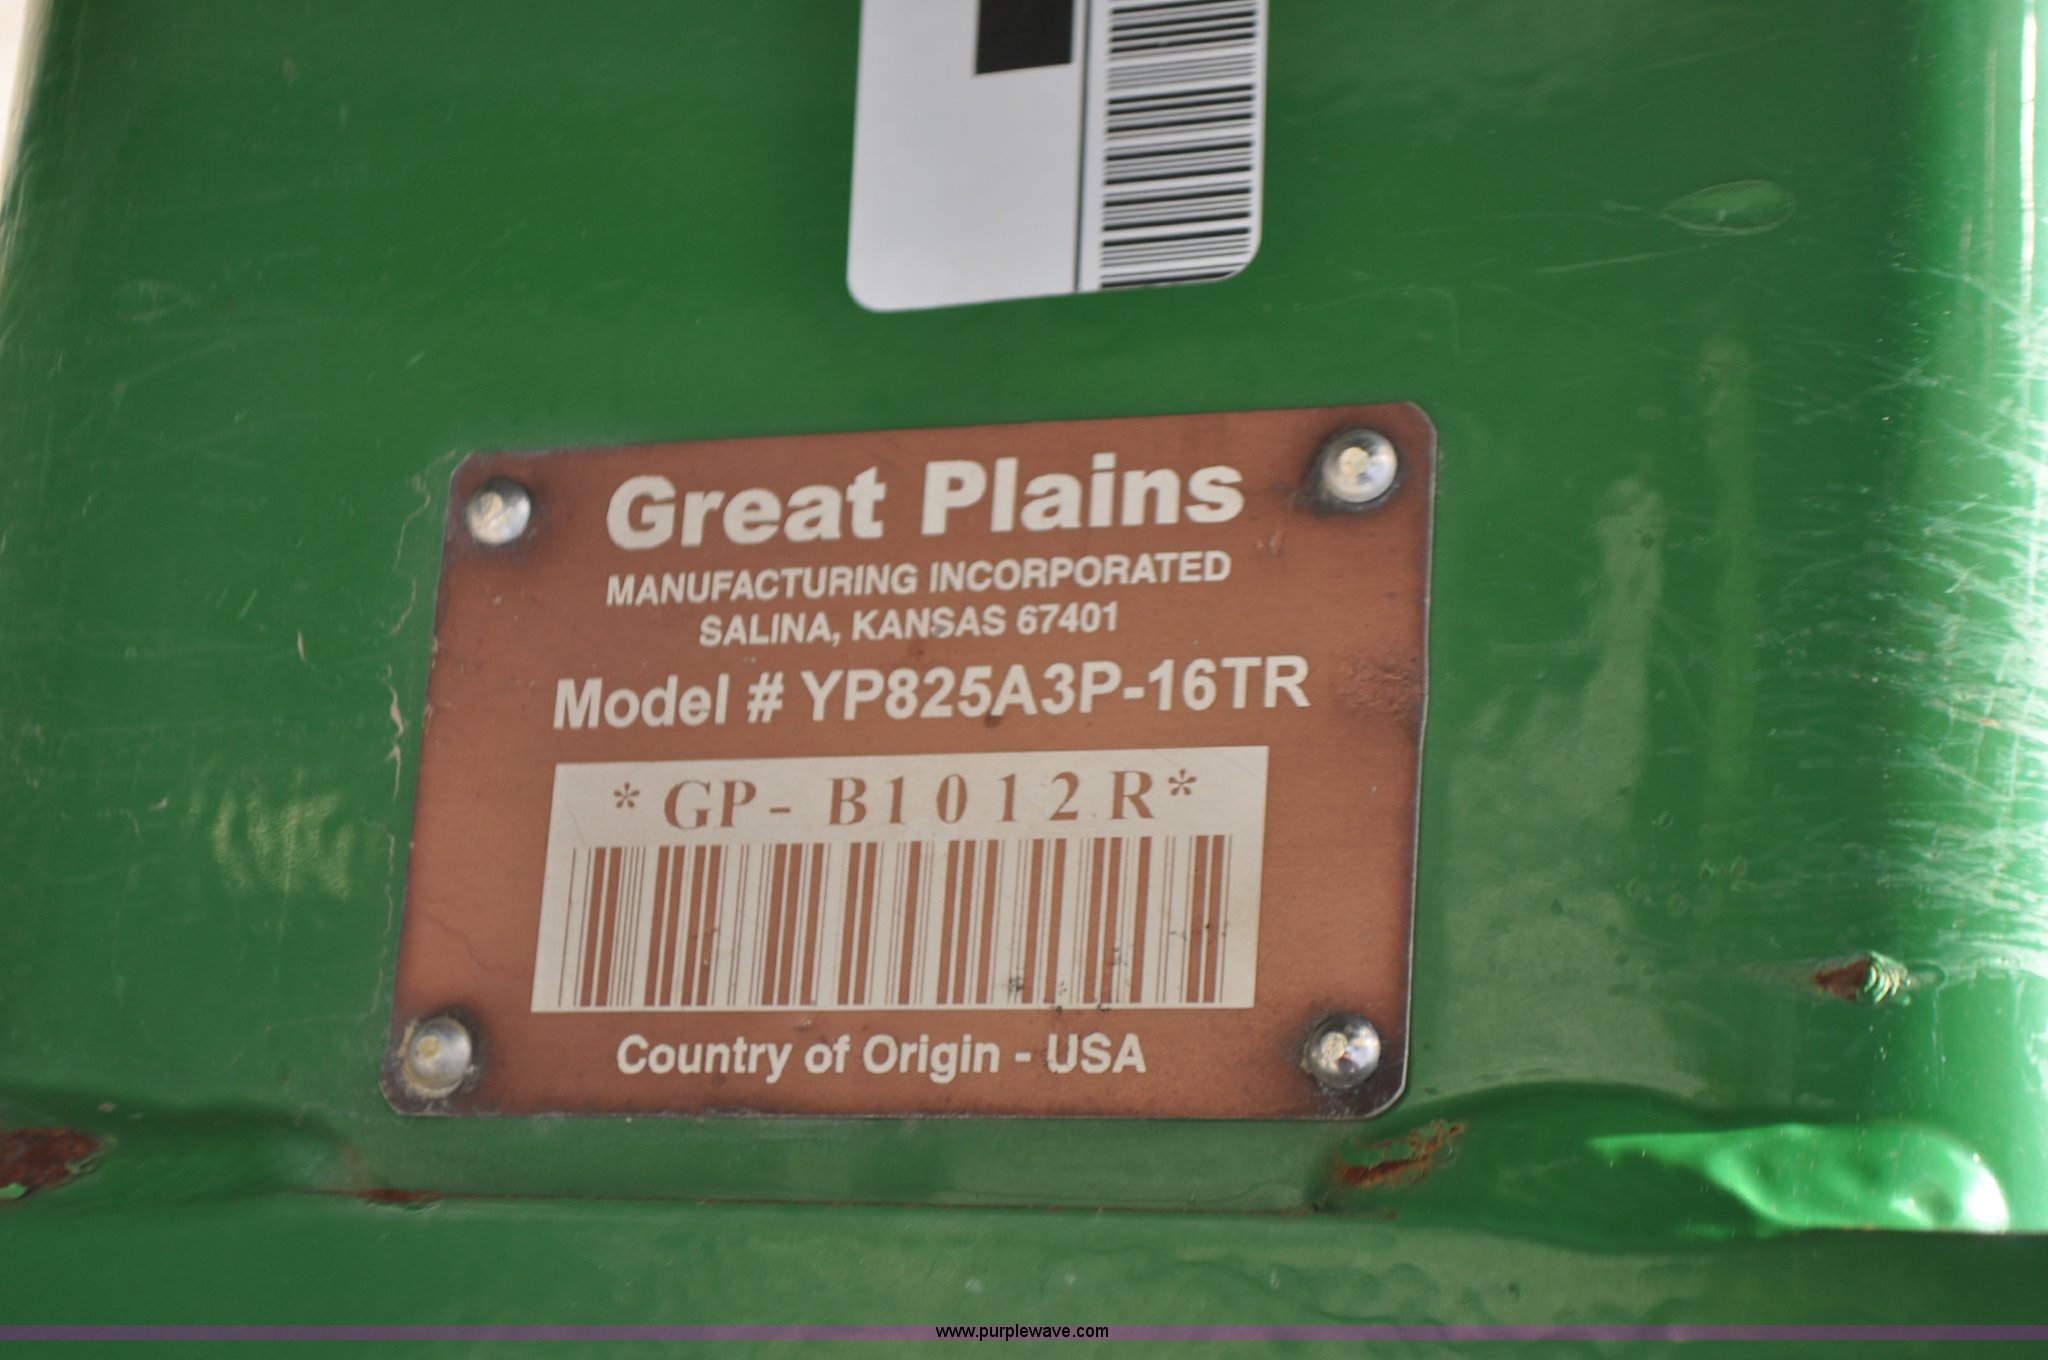 Great Plains
MANUFACTURING INCORPORATED
SALINA, KANSAS 67401
Model # YP825A3P-16TR
*GP- B1012R*
Country of Origin - USA
www.purplewave.com